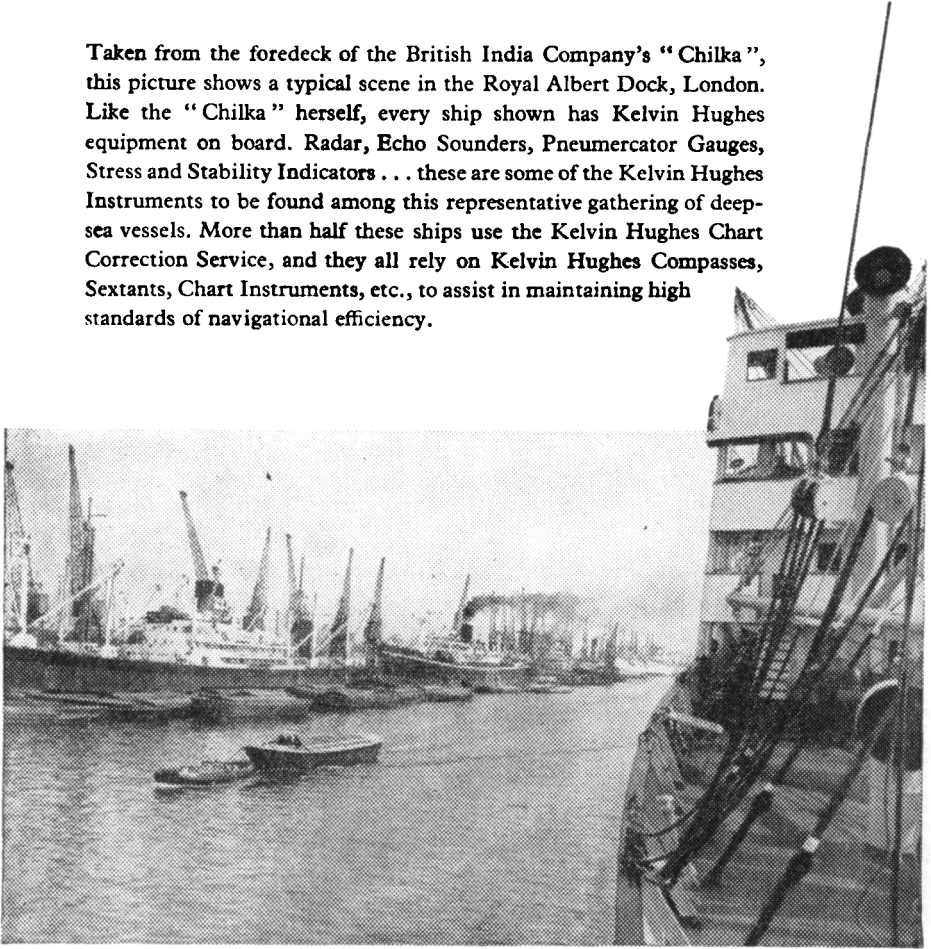 Taken from the foredeck of the British India Company's “ Chilka ”,
this picture shows a typical scene in the Royal Albert Dock, London.
Like the “ Chilka ” herself, every ship shown has Kelvin Hughes
equipment on board. Radar, Echo Sounders, Pneumercator Gauges,
Stress and Stability Indicators . . . these are some of the Kelvin Hughes
Instruments to be found among this representative gathering of deep-
sea vessels. More than half these ships use the Kelvin Hughes Chart
Correction Service, and they all rely on Kelvin Hughes Compasses,
Sextants, Chart Instruments, etc., to assist in maintaining high
standards of navigational efficiency.